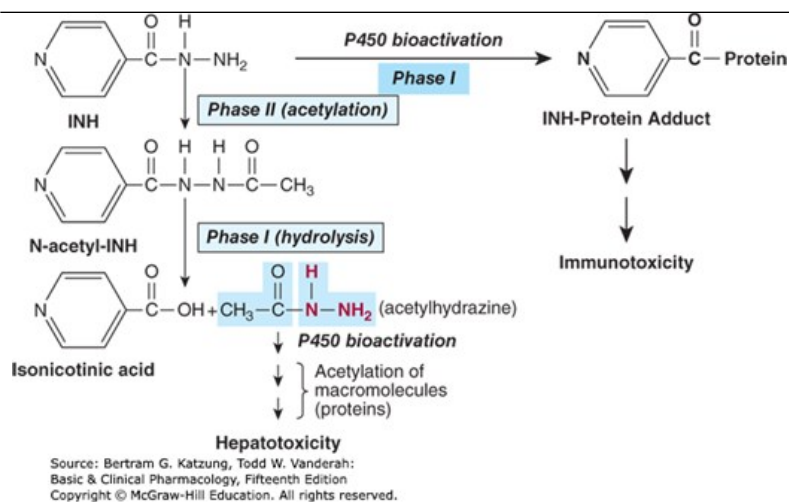 O H
N C N NH₂
P450 bioactivation
Phase I
O
N C Protein
INH
Phase II (acetylation)
INH-Protein Adduct
O H H O
N C N N C CH₃
N-acetyl-INH
Phase I (hydrolysis)
Immunotoxicity
O O H
N C OH + CH₃ C N NH₂ (acetylhydrazine)
P450 bioactivation
Isonicotinic acid
Acetylation of
macromolecules
(proteins)
Hepatotoxicity
Source: Bertram G. Katzung, Todd W. Vanderah:
Basic & Clinical Pharmacology, Fifteenth Edition
Copyright © McGraw-Hill Education. All rights reserved.